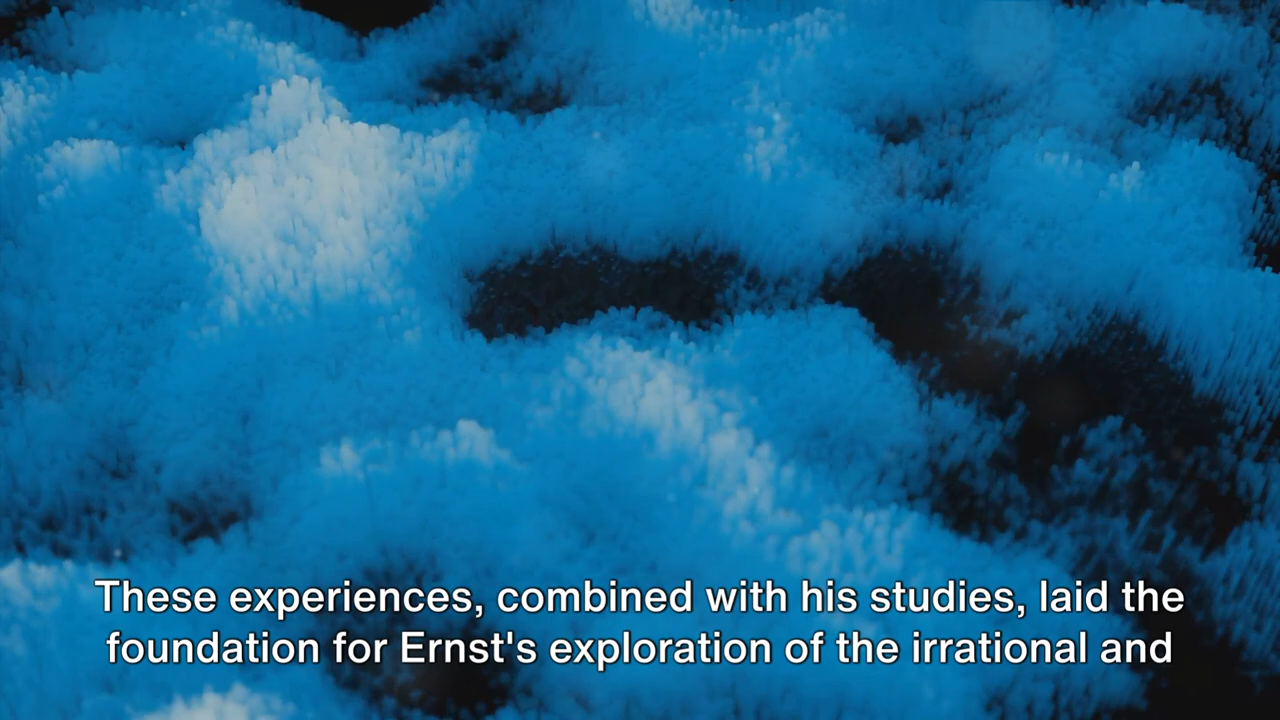 These experiences, combined with his studies, laid the
foundation for Ernst's exploration of the irrational and